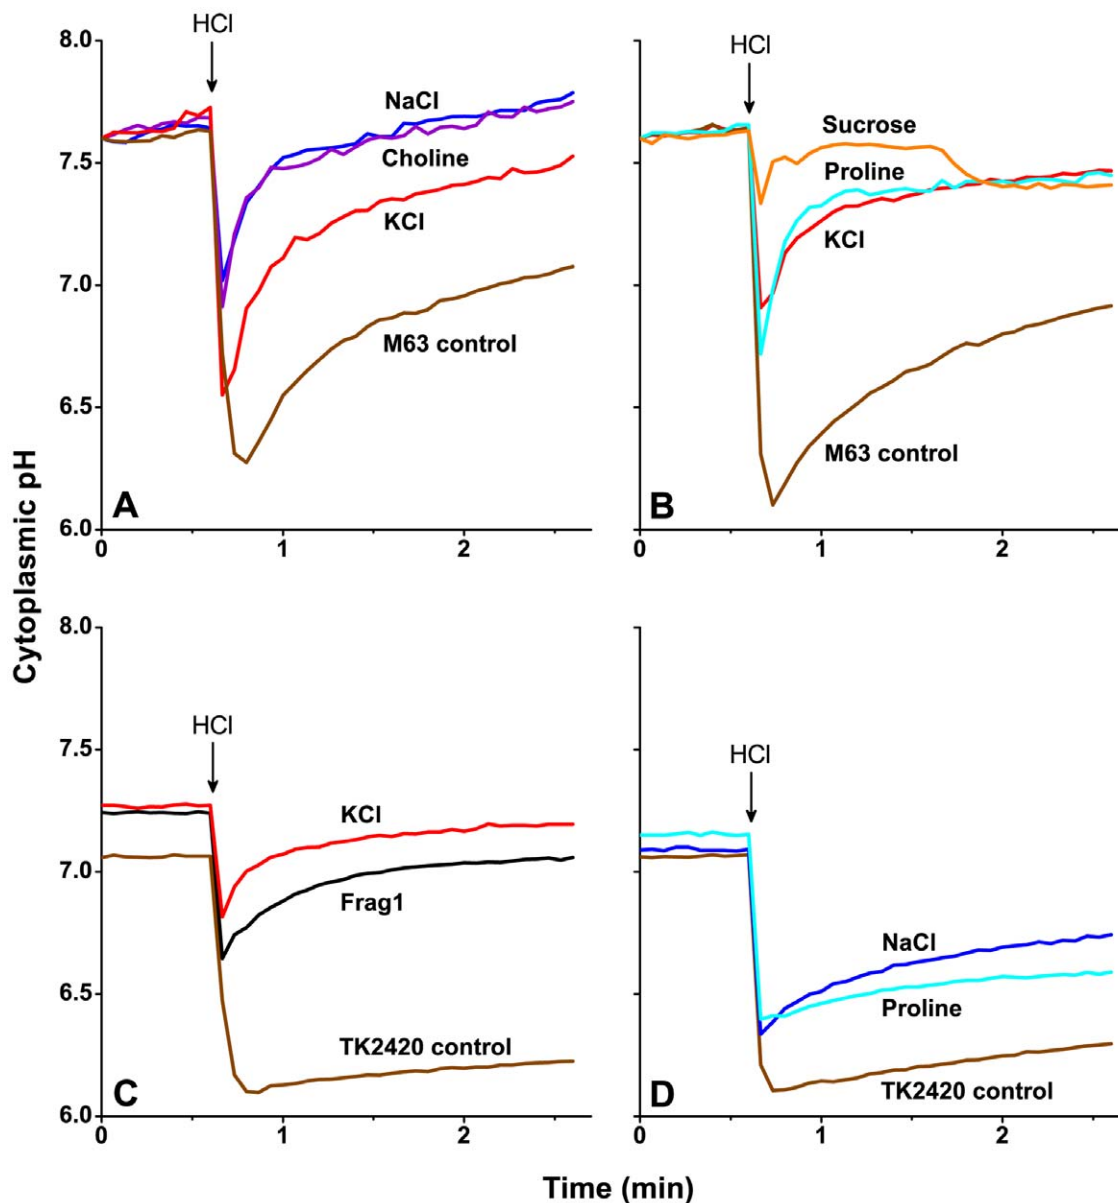 HCl
HCl
8.0
7.5
7.0
6.5
6.0
NaCl
Choline
KCl
M63 control
A
0
1
2
Sucrose
Proline
KCl
M63 control
B
0
1
2
Cytoplasmic pH
8.0
7.5
7.0
6.5
6.0
HCl
KCl
Frag1
TK2420 control
C
0
1
2
HCl
NaCl
Proline
TK2420 control
D
0
1
2
Time (min)